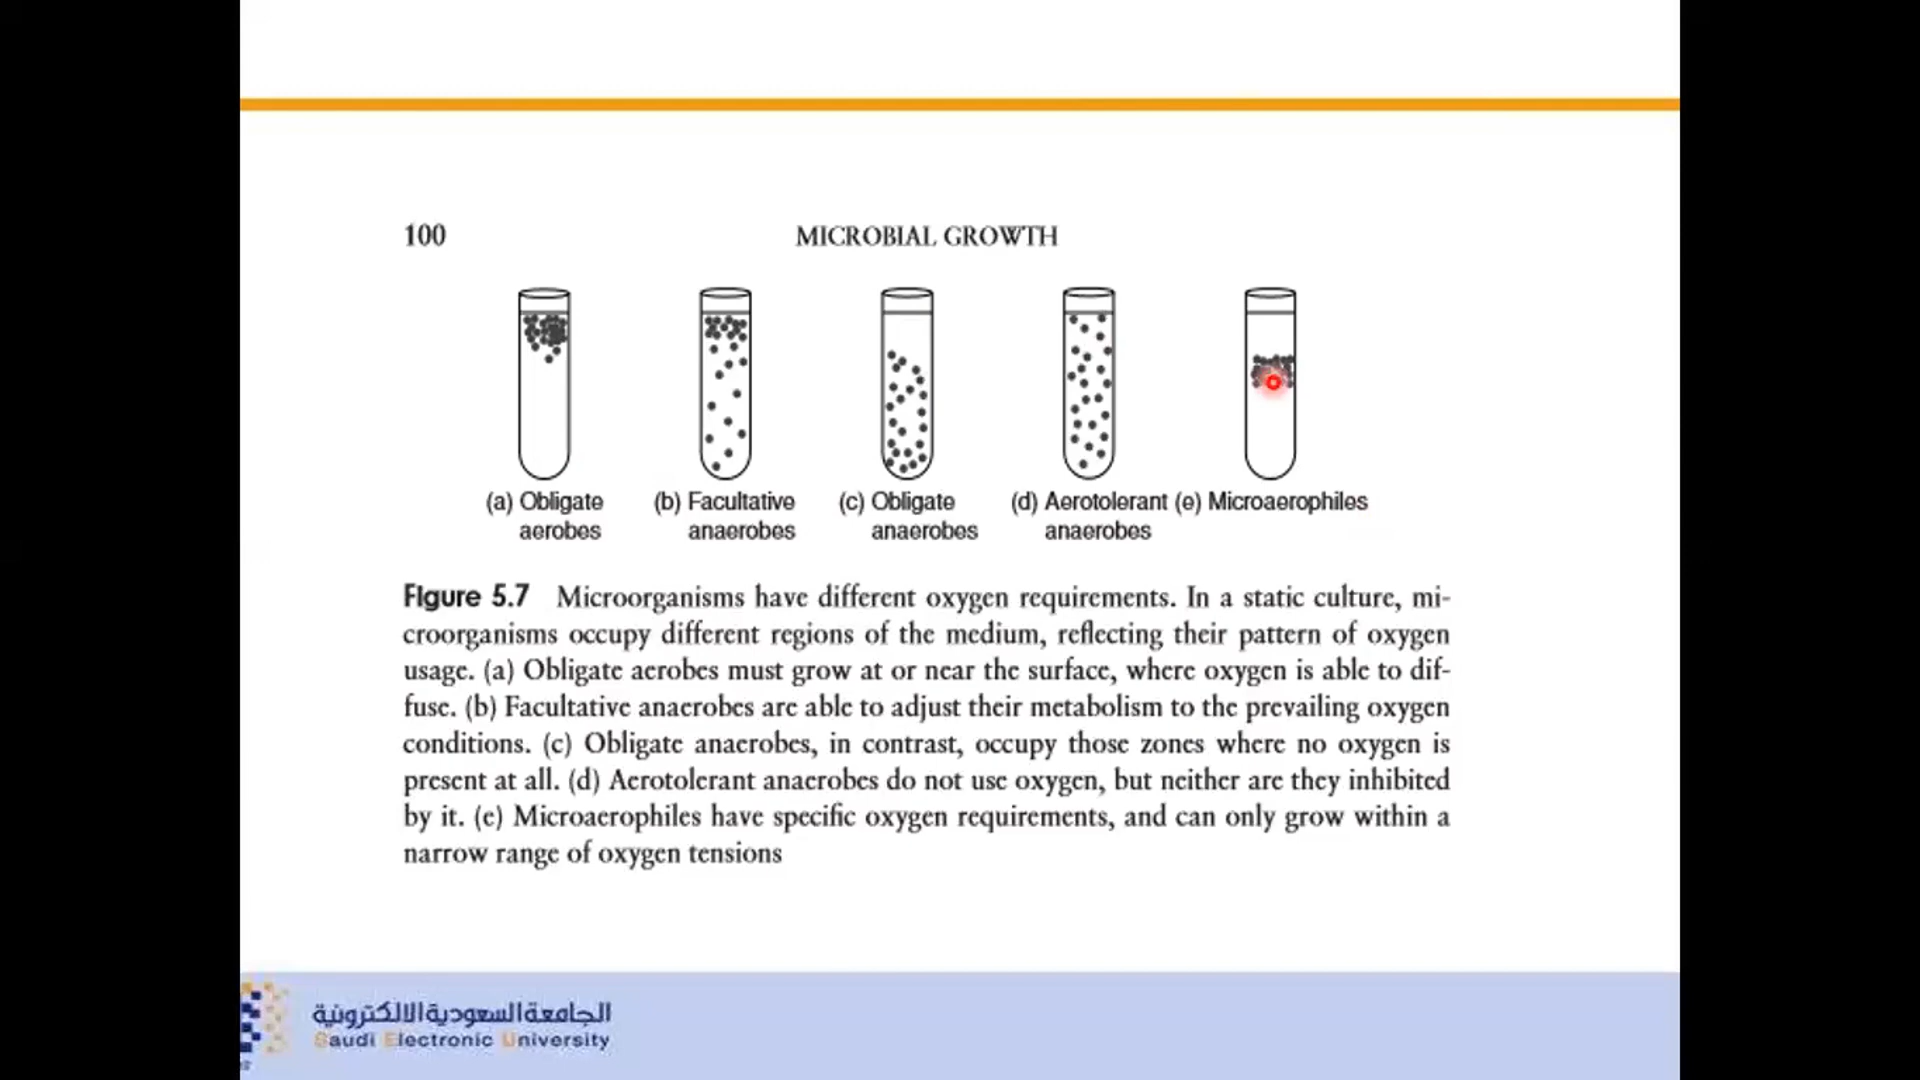 100 MICROBIAL GROWTH
(a) Obligate aerobes
(b) Facultative anaerobes
(c) Obligate anaerobes
(d) Aerotolerant anaerobes
(e) Microaerophiles
Figure 5.7 Microorganisms have different oxygen requirements. In a static culture, mi-
croorganisms occupy different regions of the medium, reflecting their pattern of oxygen
usage. (a) Obligate aerobes must grow at or near the surface, where oxygen is able to dif-
fuse. (b) Facultative anaerobes are able to adjust their metabolism to the prevailing oxygen
conditions. (c) Obligate anaerobes, in contrast, occupy those zones where no oxygen is
present at all. (d) Aerotolerant anaerobes do not use oxygen, but neither are they inhibited
by it. (e) Microaerophiles have specific oxygen requirements, and can only grow within a
narrow range of oxygen tensions
الجامعة السعودية الالكترونية
Saudi Electronic University